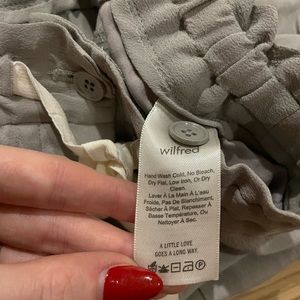 wilfred
Hand Wash Cold, No Bleach,
Dry Flat, Low Iron, Or Dry
Clean.
Laver À La Main À L'eau
Froide, Pas De Blanchiment,
Sécher À Plat, Repasser À
Basse Température, Ou
Nettoyer À Sec.
A LITTLE LOVE
GOES A LONG WAY.